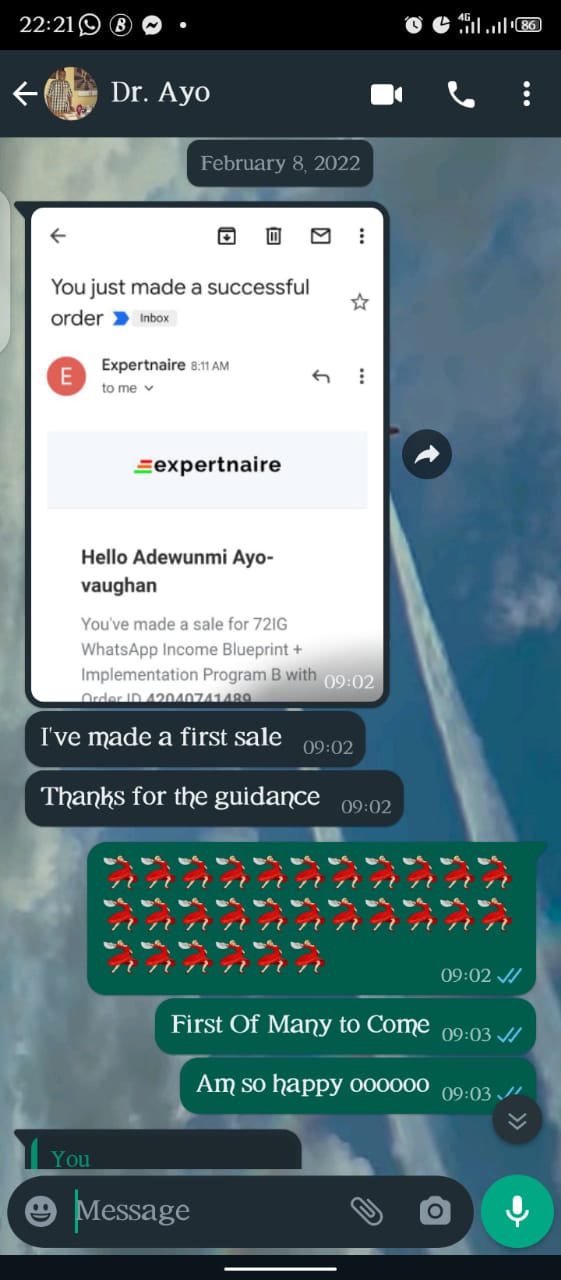 22:21
4G
86
Dr. Ayo
February 8, 2022
You just made a successful
order Inbox
E
Expertnaire 8:11 AM
to me
expertnaire
Hello Adewunmi Ayo-
vaughan
You've made a sale for 72IG
WhatsApp Income Blueprint +
Implementation Program B with
Order ID 42040741489
09:02
I've made a first sale 09:02
Thanks for the guidance 09:02
09:02
First Of Many to Come 09:03
Am so happy oooooo 09:03
You
Message